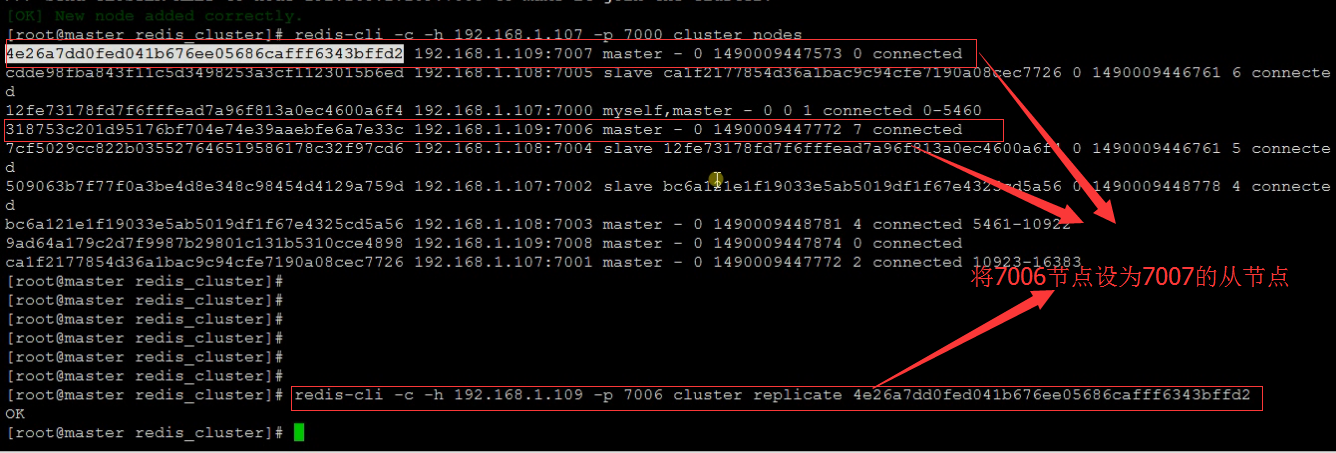 [OK] New node added correctly.
[root@master redis_cluster]# redis-cli -c -h 192.168.1.107 -p 7000 cluster nodes
4e26a7dd0fed041b676ee05686cafff6343bffd2 192.168.1.109:7007 master - 0 1490009447573 0 connected
cdde98fba843f11c5d3498253a3cf1123015b6ed 192.168.1.108:7005 slave ca1f2177854d36a1bac9c94cfe7190a08cec7726 0 1490009446761 6 connecte
d
12fe73178fd7f6fffead7a96f813a0ec4600a6f4 192.168.1.107:7000 myself,master - 0 0 1 connected 0-5460
318753c201d95176bf704e74e39aaebfe6a7e33c 192.168.1.109:7006 master - 0 1490009447772 7 connected
7cf5029cc822b035527646519586178c32f97cd6 192.168.1.108:7004 slave 12fe73178fd7f6fffead7a96f813a0ec4600a6f4 0 1490009446761 5 connecte
d
509063b7f77f0a3be4d8e348c98454d4129a759d 192.168.1.107:7002 slave bc6a121e1f19033e5ab5019df1f67e4325cd5a56 0 1490009448778 4 connecte
d
bc6a121e1f19033e5ab5019df1f67e4325cd5a56 192.168.1.108:7003 master - 0 1490009448781 4 connected 5461-10922
9ad64a179c2d7f9987b29801c131b5310cce4898 192.168.1.109:7008 master - 0 1490009447874 0 connected
ca1f2177854d36a1bac9c94cfe7190a08cec7726 192.168.1.107:7001 master - 0 1490009447772 2 connected 10923-16383
[root@master redis_cluster]#
将7006节点设为7007的从节点
[root@master redis_cluster]#
[root@master redis_cluster]#
[root@master redis_cluster]#
[root@master redis_cluster]#
[root@master redis_cluster]#
[root@master redis_cluster]# redis-cli -c -h 192.168.1.109 -p 7006 cluster replicate 4e26a7dd0fed041b676ee05686cafff6343bffd2
OK
[root@master redis_cluster]#